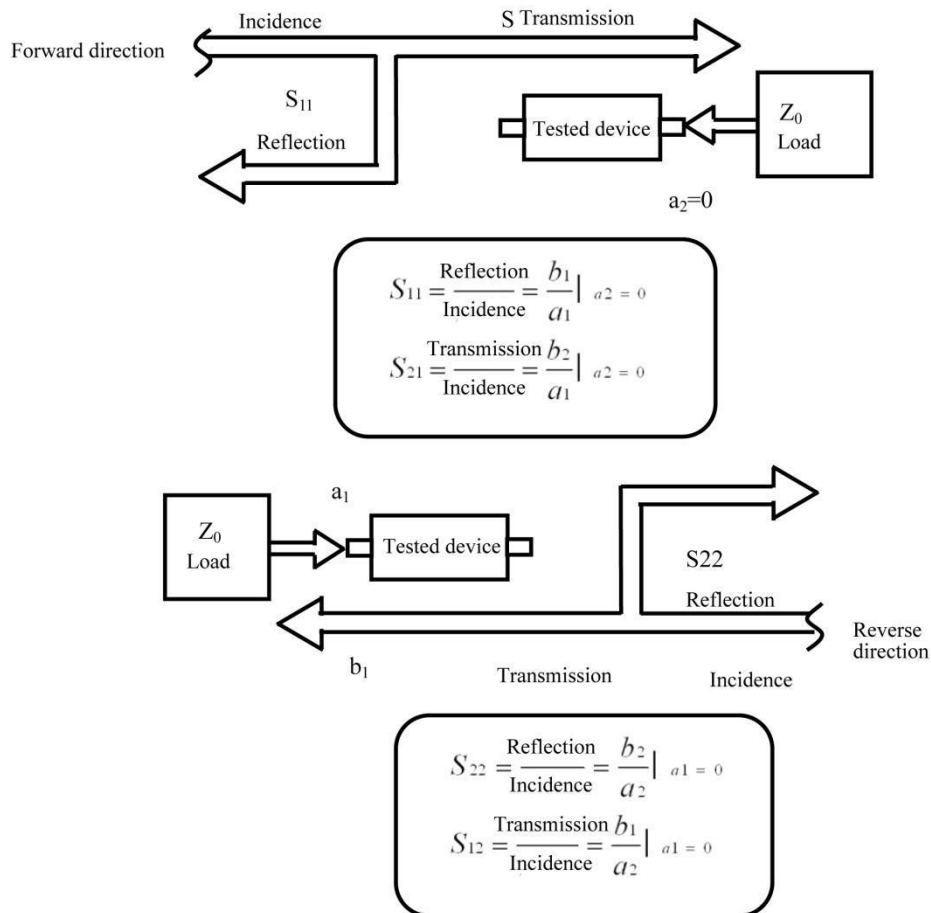 Incidence
S Transmission
Forward direction
S11
Reflection
Tested device
Z0
Load
a2=0
S11 = Reflection/Incidence = b1/a1 | a2 = 0
S21 = Transmission/Incidence = b2/a1 | a2 = 0
a1
Z0
Load
Tested device
S22
Reflection
Reverse
direction
b1
Transmission
Incidence
S22 = Reflection/Incidence = b2/a2 | a1 = 0
S12 = Transmission/Incidence = b1/a2 | a1 = 0